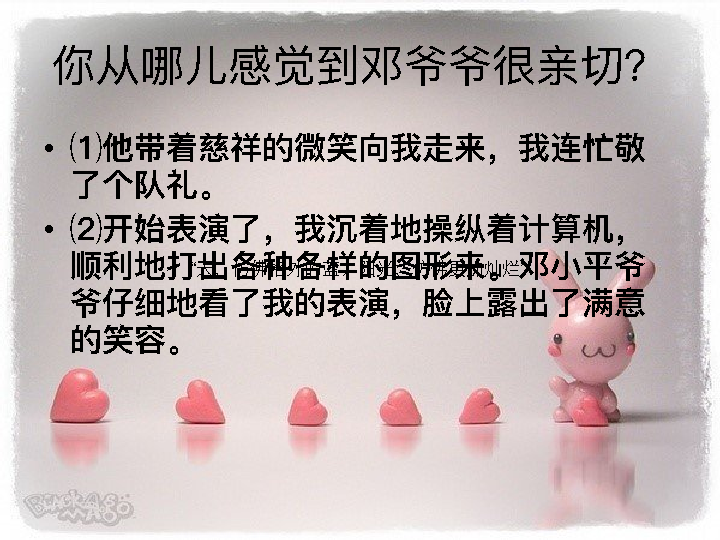 你从哪儿感觉到邓爷爷很亲切？
• ⑴他带着慈祥的微笑向我走来，我连忙敬
了个队礼。
• ⑵开始表演了，我沉着地操纵着计算机，
顺利地打出各种各样的图形来。邓小平爷
爷仔细地看了我的表演，脸上露出了满意
的笑容。